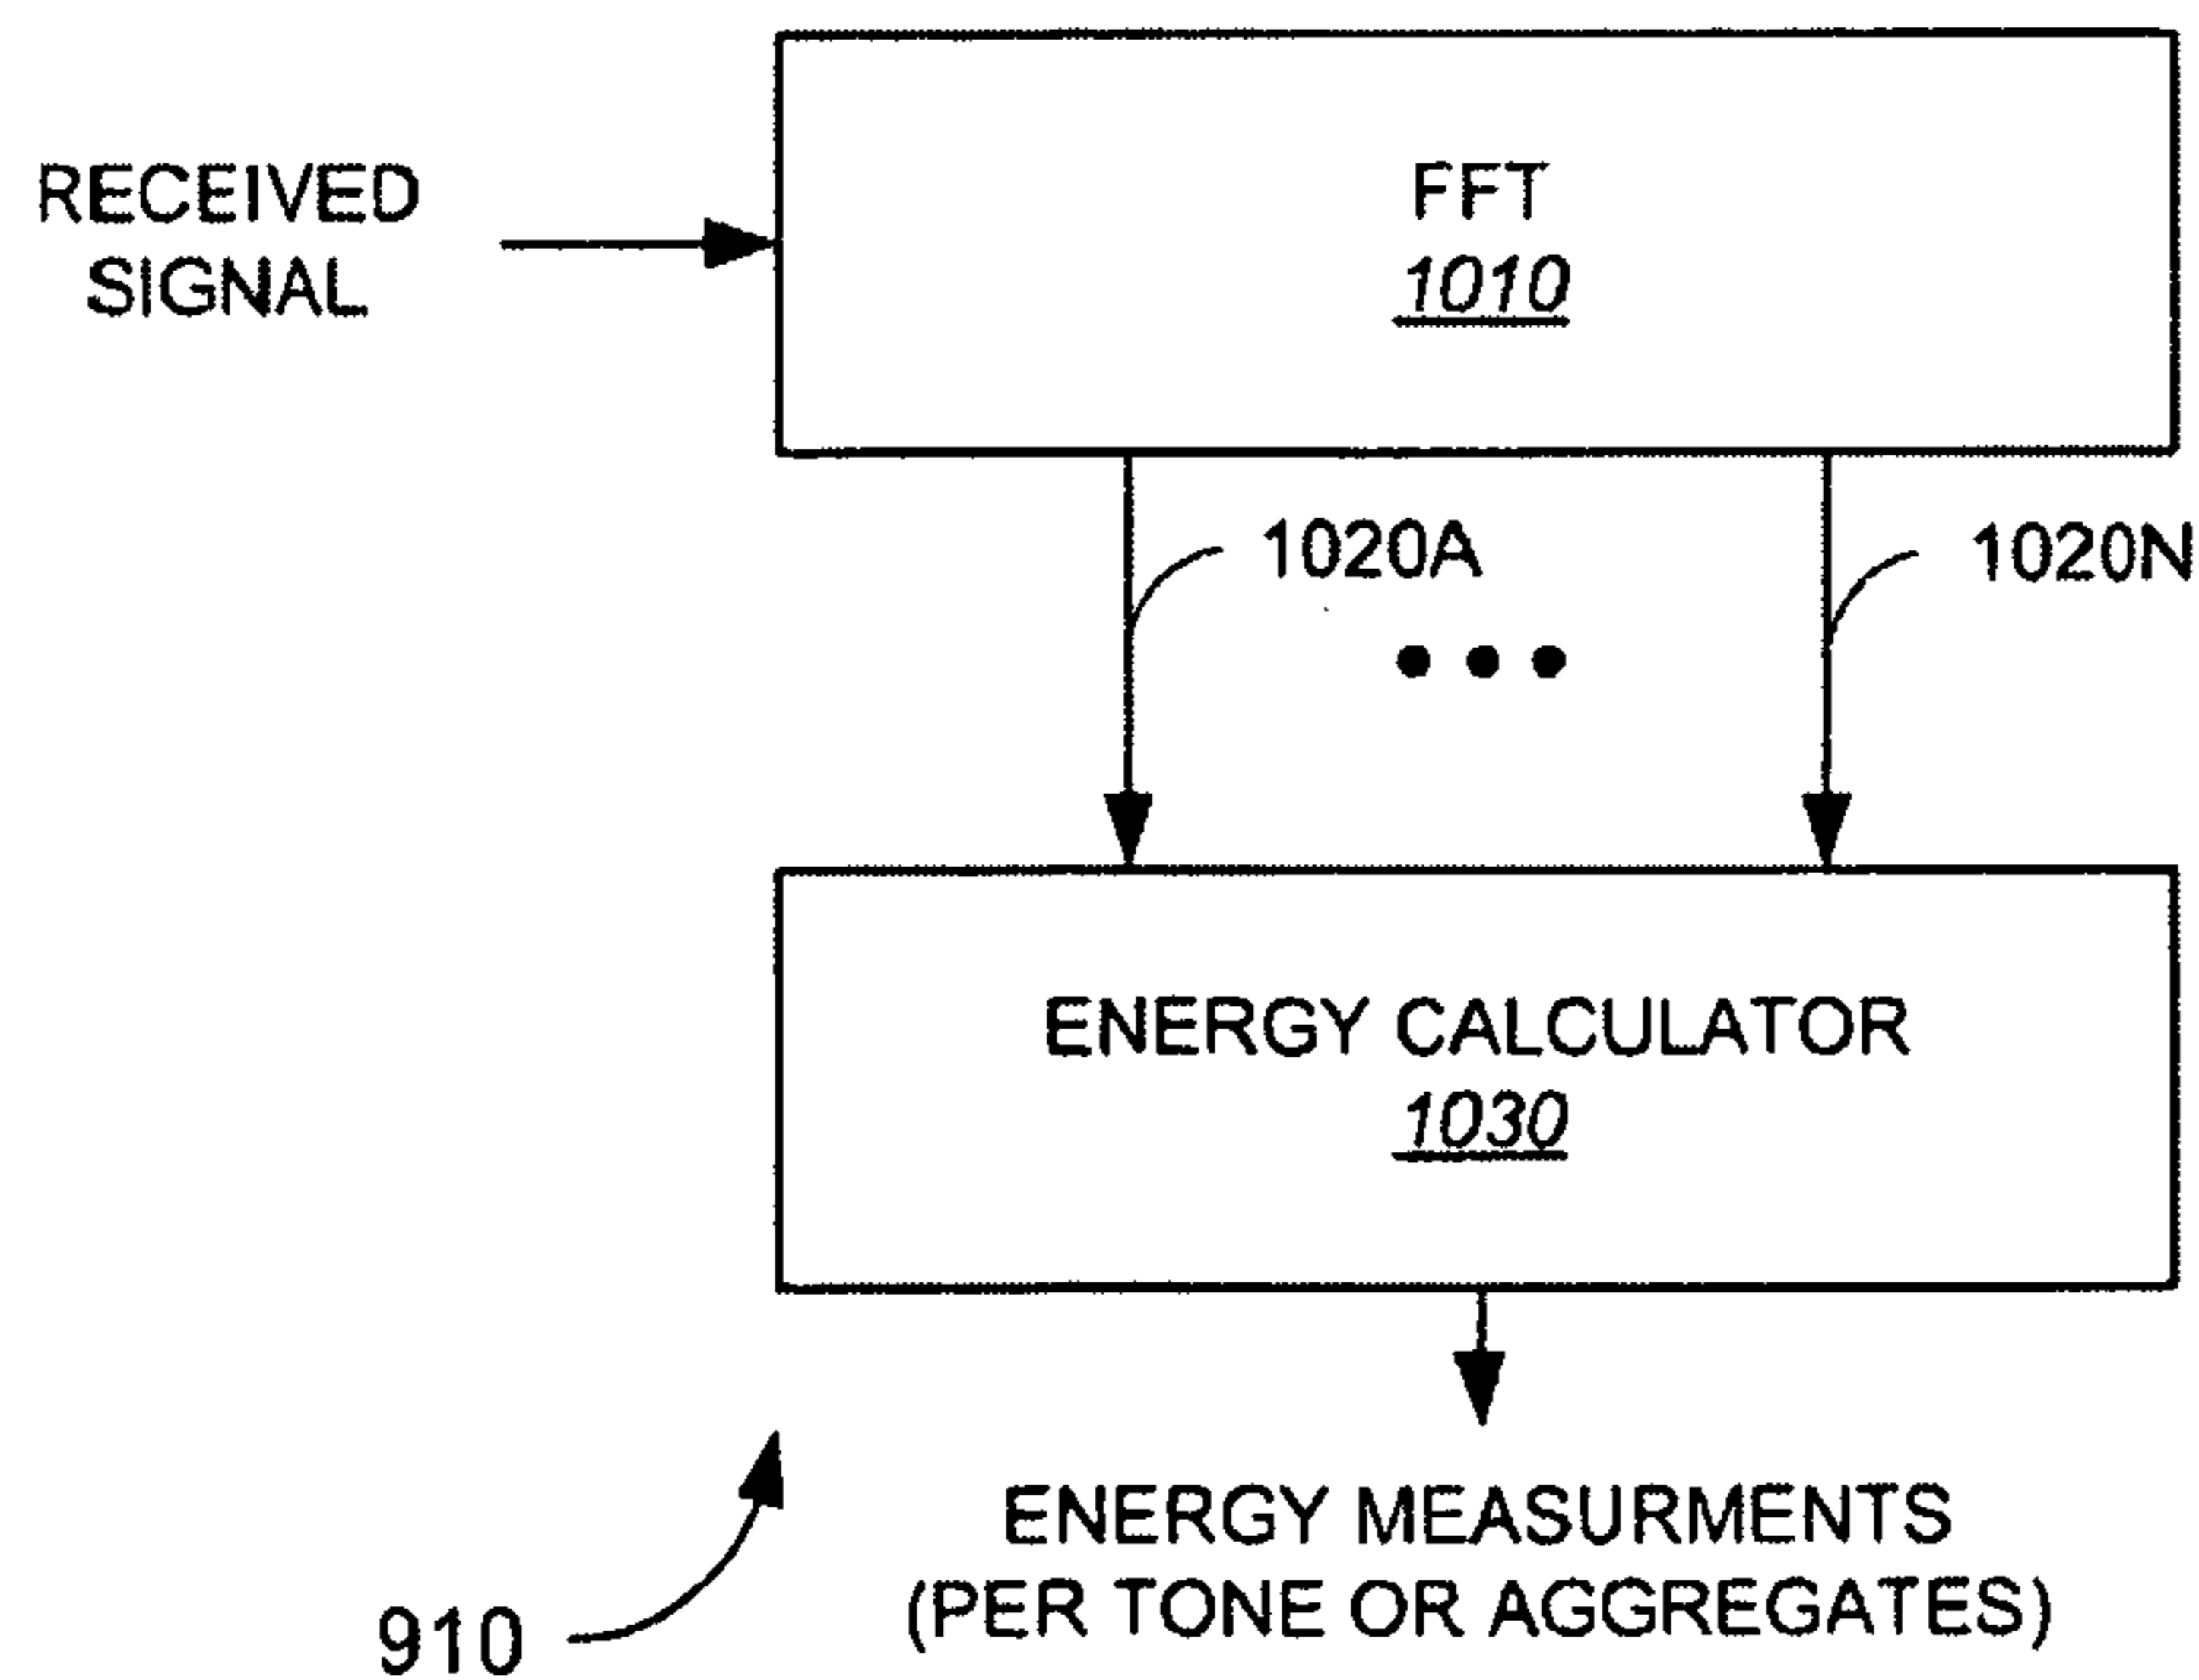 RECEIVED
SIGNAL
FFT
1010
1020A
1020N
ENERGY CALCULATOR
1030
ENERGY MEASURMENTS
(PER TONE OR AGGREGATES)
910